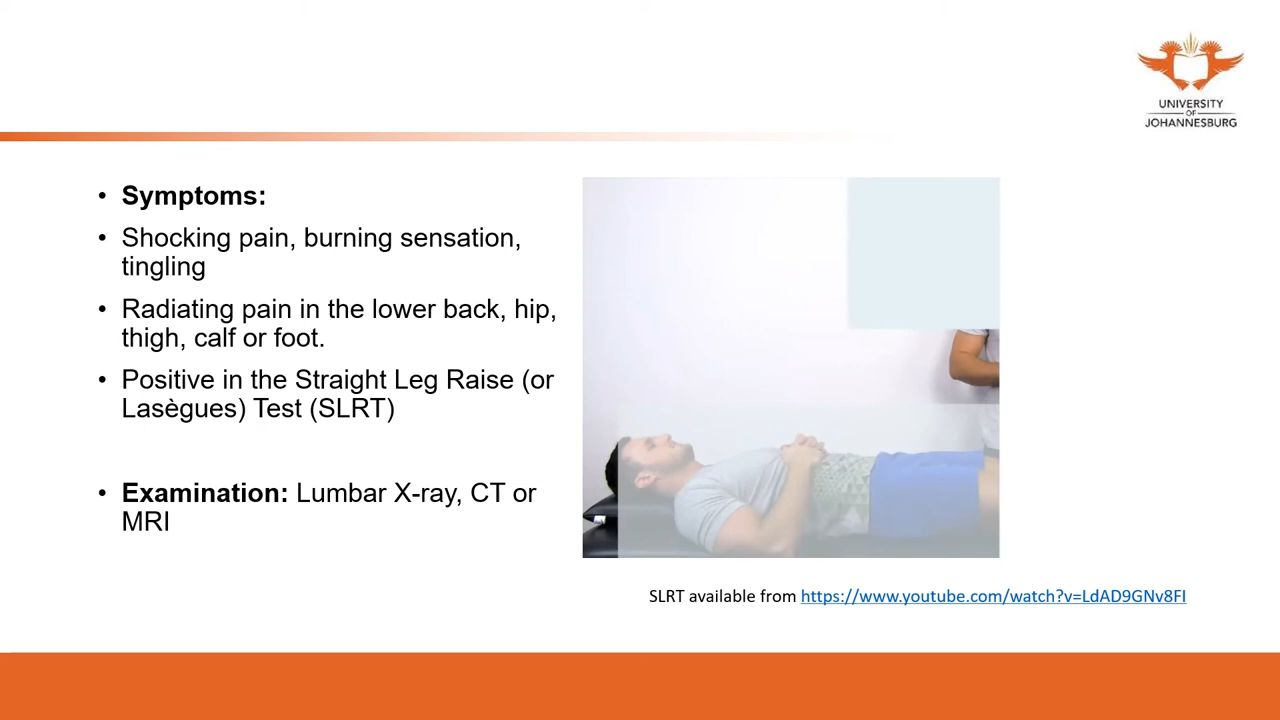 UNIVERSITY
OF
JOHANNESBURG
• Symptoms:
• Shocking pain, burning sensation,
tingling
• Radiating pain in the lower back, hip,
thigh, calf or foot.
• Positive in the Straight Leg Raise (or
Lasègues) Test (SLRT)
• Examination: Lumbar X-ray, CT or
MRI
SLRT available from https://www.youtube.com/watch?v=LdAD9GNv8FI